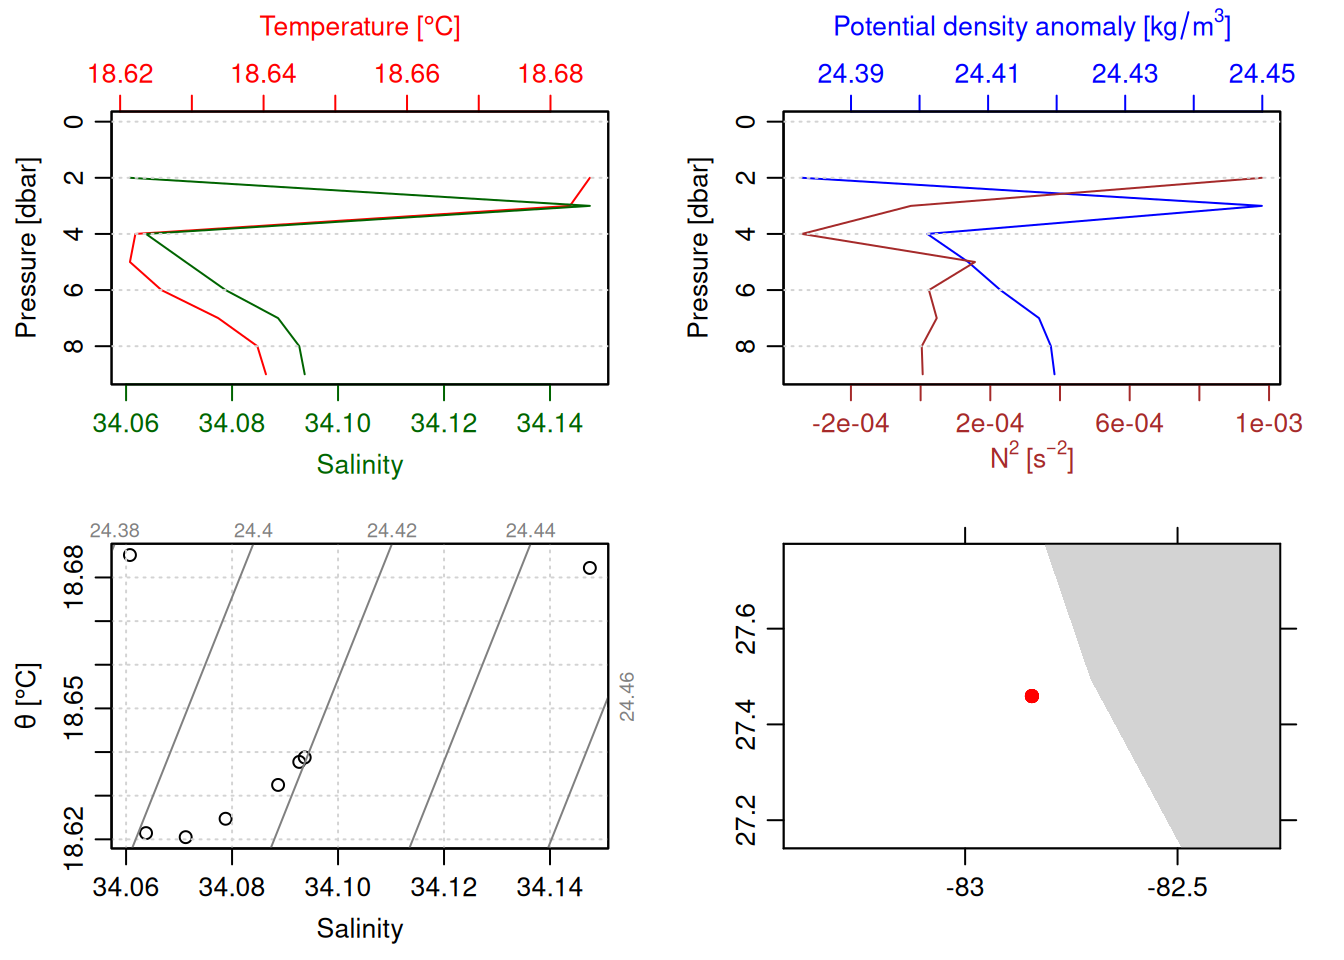 Temperature [°C]
18.62 18.64 18.66 18.68
Pressure [dbar]
0
2
4
6
8
34.06 34.08 34.10 34.12 34.14
Salinity
Potential density anomaly [kg/m³]
24.39 24.41 24.43 24.45
Pressure [dbar]
0
2
4
6
8
-2e-04 2e-04 6e-04 1e-03
N² [s⁻²]
24.38 24.4 24.42 24.44
24.46
θ [°C]
18.68
18.65
18.62
34.06 34.08 34.10 34.12 34.14
Salinity
27.6
27.4
27.2
-83 -82.5